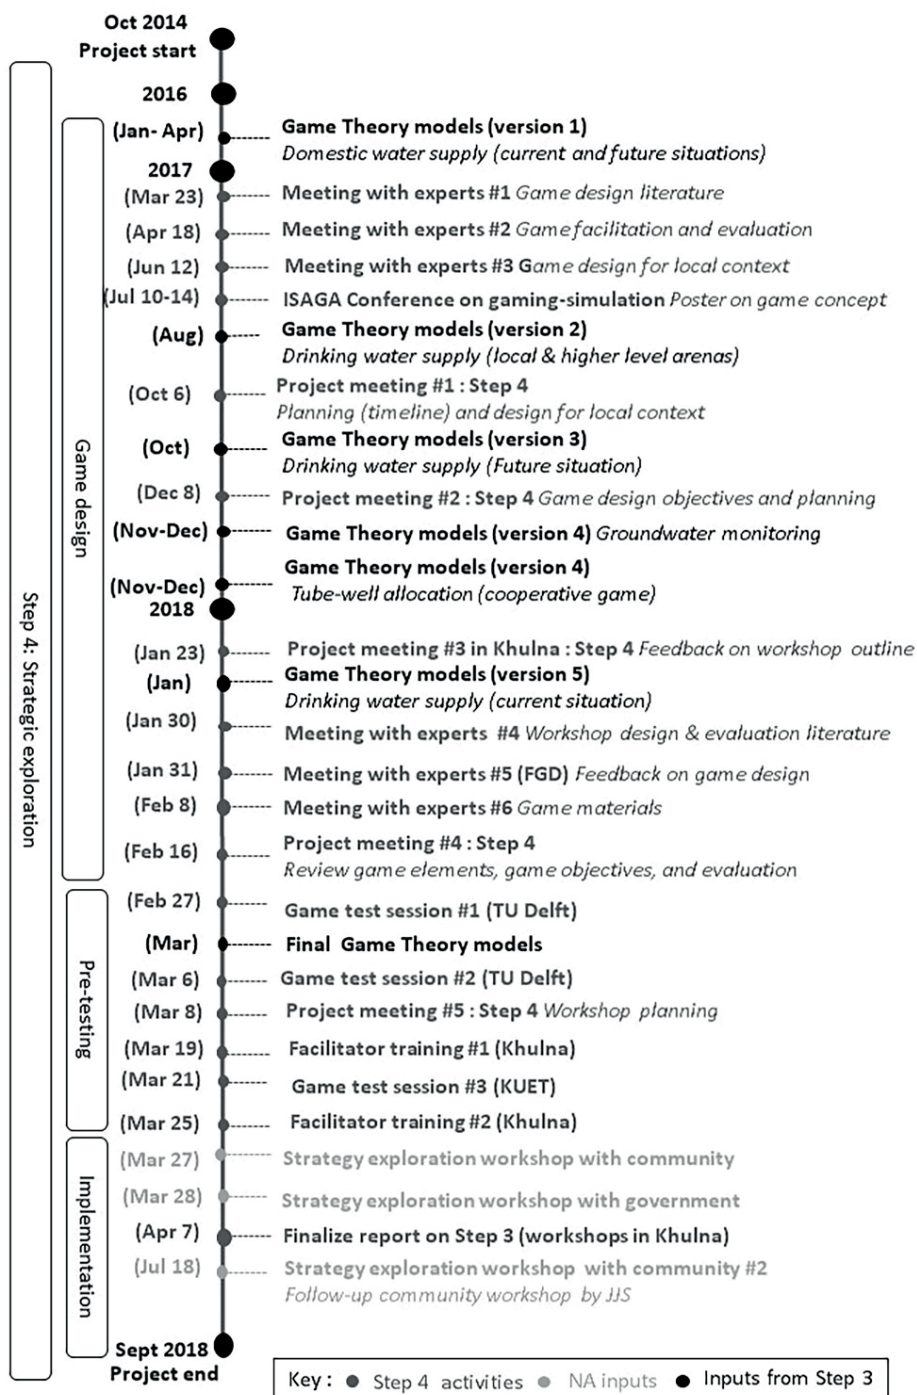 Oct 2014
Project start
2016
(Jan- Apr) Game Theory models (version 1)
Domestic water supply (current and future situations)
2017
(Mar 23) Meeting with experts #1 Game design literature
(Apr 18) Meeting with experts #2 Game facilitation and evaluation
(Jun 12) Meeting with experts #3 Game design for local context
(Jul 10-14) ISAGA Conference on gaming-simulation Poster on game concept
(Aug) Game Theory models (version 2)
Drinking water supply (local & higher level arenas)
(Oct 6) Project meeting #1 : Step 4
Planning (timeline) and design for local context
(Oct) Game Theory models (version 3)
Drinking water supply (Future situation)
(Dec 8) Project meeting #2 : Step 4 Game design objectives and planning
(Nov-Dec) Game Theory models (version 4) Groundwater monitoring
(Nov-Dec) Game Theory models (version 4)
Tube-well allocation (cooperative game)
2018
(Jan 23) Project meeting #3 in Khulna : Step 4 Feedback on workshop outline
(Jan) Game Theory models (version 5)
Drinking water supply (current situation)
(Jan 30) Meeting with experts #4 Workshop design & evaluation literature
(Jan 31) Meeting with experts #5 (FGD) Feedback on game design
(Feb 8) Meeting with experts #6 Game materials
(Feb 16) Project meeting #4 : Step 4
Review game elements, game objectives, and evaluation
(Feb 27) Game test session #1 (TU Delft)
(Mar) Final Game Theory models
(Mar 6) Game test session #2 (TU Delft)
(Mar 8) Project meeting #5 : Step 4 Workshop planning
(Mar 19) Facilitator training #1 (Khulna)
(Mar 21) Game test session #3 (KUET)
(Mar 25) Facilitator training #2 (Khulna)
(Mar 27) Strategy exploration workshop with community
(Mar 28) Strategy exploration workshop with government
(Apr 7) Finalize report on Step 3 (workshops in Khulna)
(Jul 18) Strategy exploration workshop with community #2
Follow-up community workshop by JJS
Sept 2018
Project end
Step 4: Strategic exploration
Game design
Pre-testing
Implementation
Key : Step 4 activities NA inputs Inputs from Step 3